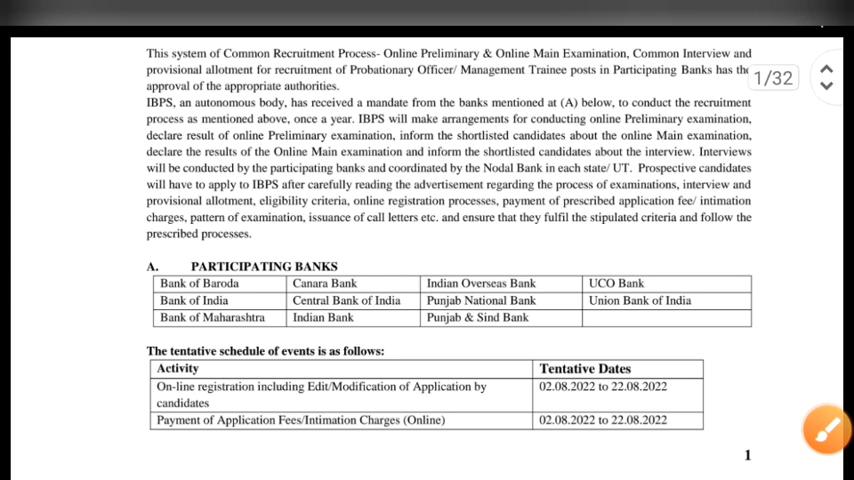 This system of Common Recruitment Process- Online Preliminary & Online Main Examination, Common Interview and
provisional allotment for recruitment of Probationary Officer/ Management Trainee posts in Participating Banks has the
approval of the appropriate authorities.
IBPS, an autonomous body, has received a mandate from the banks mentioned at (A) below, to conduct the recruitment
process as mentioned above, once a year. IBPS will make arrangements for conducting online Preliminary examination,
declare result of online Preliminary examination, inform the shortlisted candidates about the online Main examination,
declare the results of the Online Main examination and inform the shortlisted candidates about the interview. Interviews
will be conducted by the participating banks and coordinated by the Nodal Bank in each state/ UT. Prospective candidates
will have to apply to IBPS after carefully reading the advertisement regarding the process of examinations, interview and
provisional allotment, eligibility criteria, online registration processes, payment of prescribed application fee/ intimation
charges, pattern of examination, issuance of call letters etc. and ensure that they fulfil the stipulated criteria and follow the
prescribed processes.
1/32
A. PARTICIPATING BANKS
Bank of Baroda Canara Bank Indian Overseas Bank UCO Bank
Bank of India Central Bank of India Punjab National Bank Union Bank of India
Bank of Maharashtra Indian Bank Punjab & Sind Bank
The tentative schedule of events is as follows:
Activity Tentative Dates
On-line registration including Edit/Modification of Application by 02.08.2022 to 22.08.2022
candidates
Payment of Application Fees/Intimation Charges (Online) 02.08.2022 to 22.08.2022
1